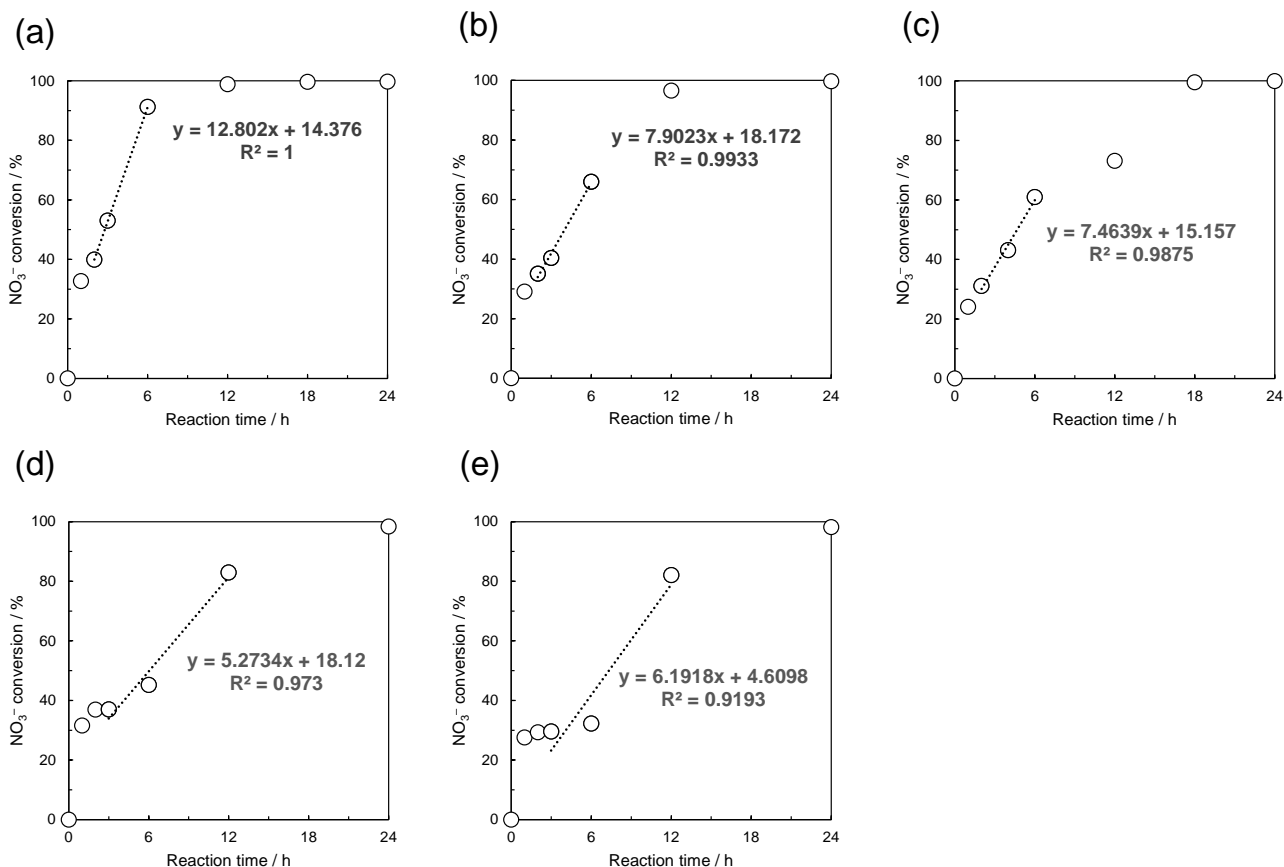 (a)
NO₃⁻ conversion / %
100
80
60
40
20
0
y = 12.802x + 14.376
R² = 1
0 6 12 18 24
Reaction time / h
(b)
NO₃⁻ conversion / %
100
80
60
40
20
0
y = 7.9023x + 18.172
R² = 0.9933
0 6 12 18 24
Reaction time / h
(c)
NO₃⁻ conversion / %
100
80
60
40
20
0
y = 7.4639x + 15.157
R² = 0.9875
0 6 12 18 24
Reaction time / h
(d)
NO₃⁻ conversion / %
100
80
60
40
20
0
y = 5.2734x + 18.12
R² = 0.973
0 6 12 18 24
Reaction time / h
(e)
NO₃⁻ conversion / %
100
80
60
40
20
0
y = 6.1918x + 4.6098
R² = 0.9193
0 6 12 18 24
Reaction time / h